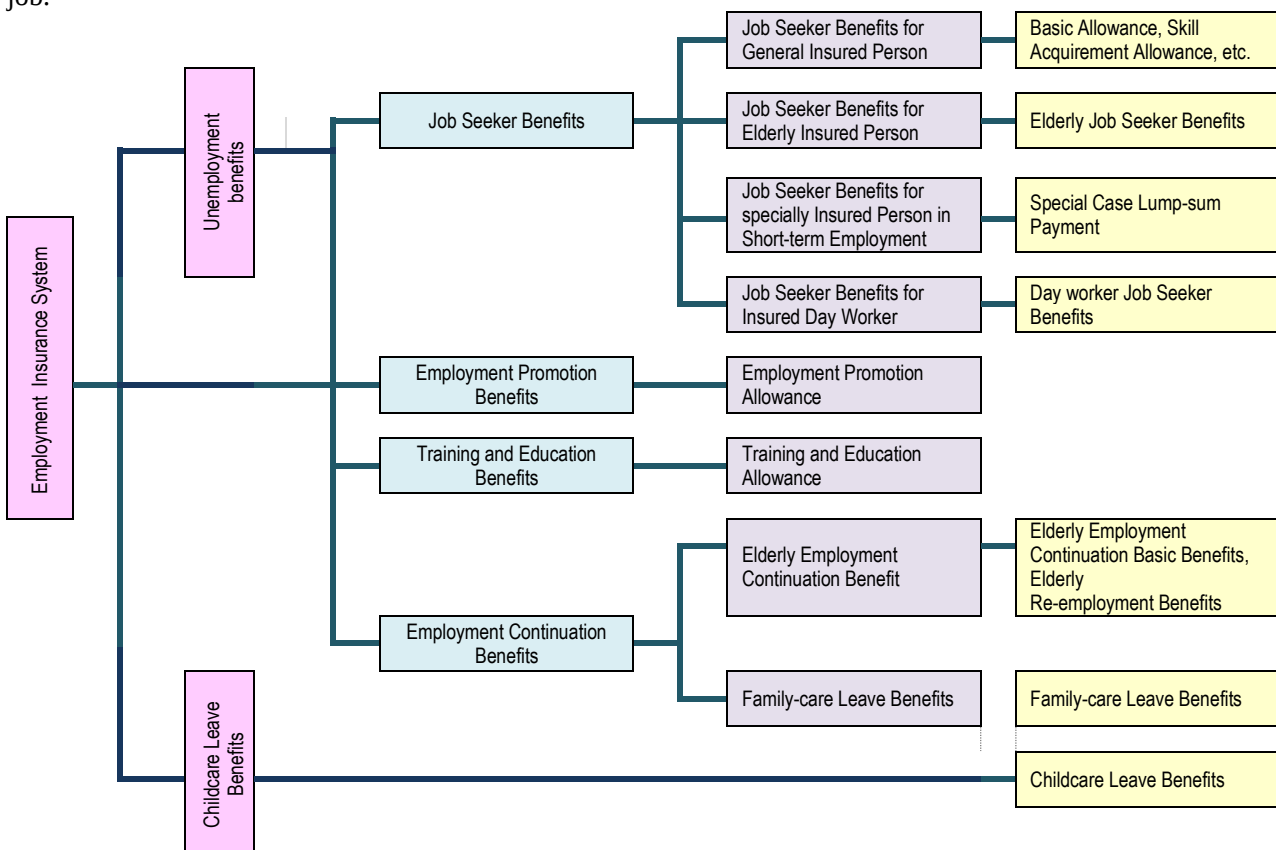 job.
Job Seeker Benefits for
General Insured Person
Basic Allowance, Skill
Acquirement Allowance, etc.
Unemployment
benefits
Job Seeker Benefits
Job Seeker Benefits for
Elderly Insured Person
Elderly Job Seeker Benefits
Job Seeker Benefits for
specially Insured Person in
Short-term Employment
Special Case Lump-sum
Payment
Employment Insurance System
Job Seeker Benefits for
Insured Day Worker
Day worker Job Seeker
Benefits
Employment Promotion
Benefits
Employment Promotion
Allowance
Training and Education
Benefits
Training and Education
Allowance
Elderly Employment
Continuation Benefit
Elderly Employment
Continuation Basic Benefits,
Elderly
Re-employment Benefits
Employment Continuation
Benefits
Family-care Leave Benefits
Family-care Leave Benefits
Childcare Leave
Benefits
Childcare Leave Benefits